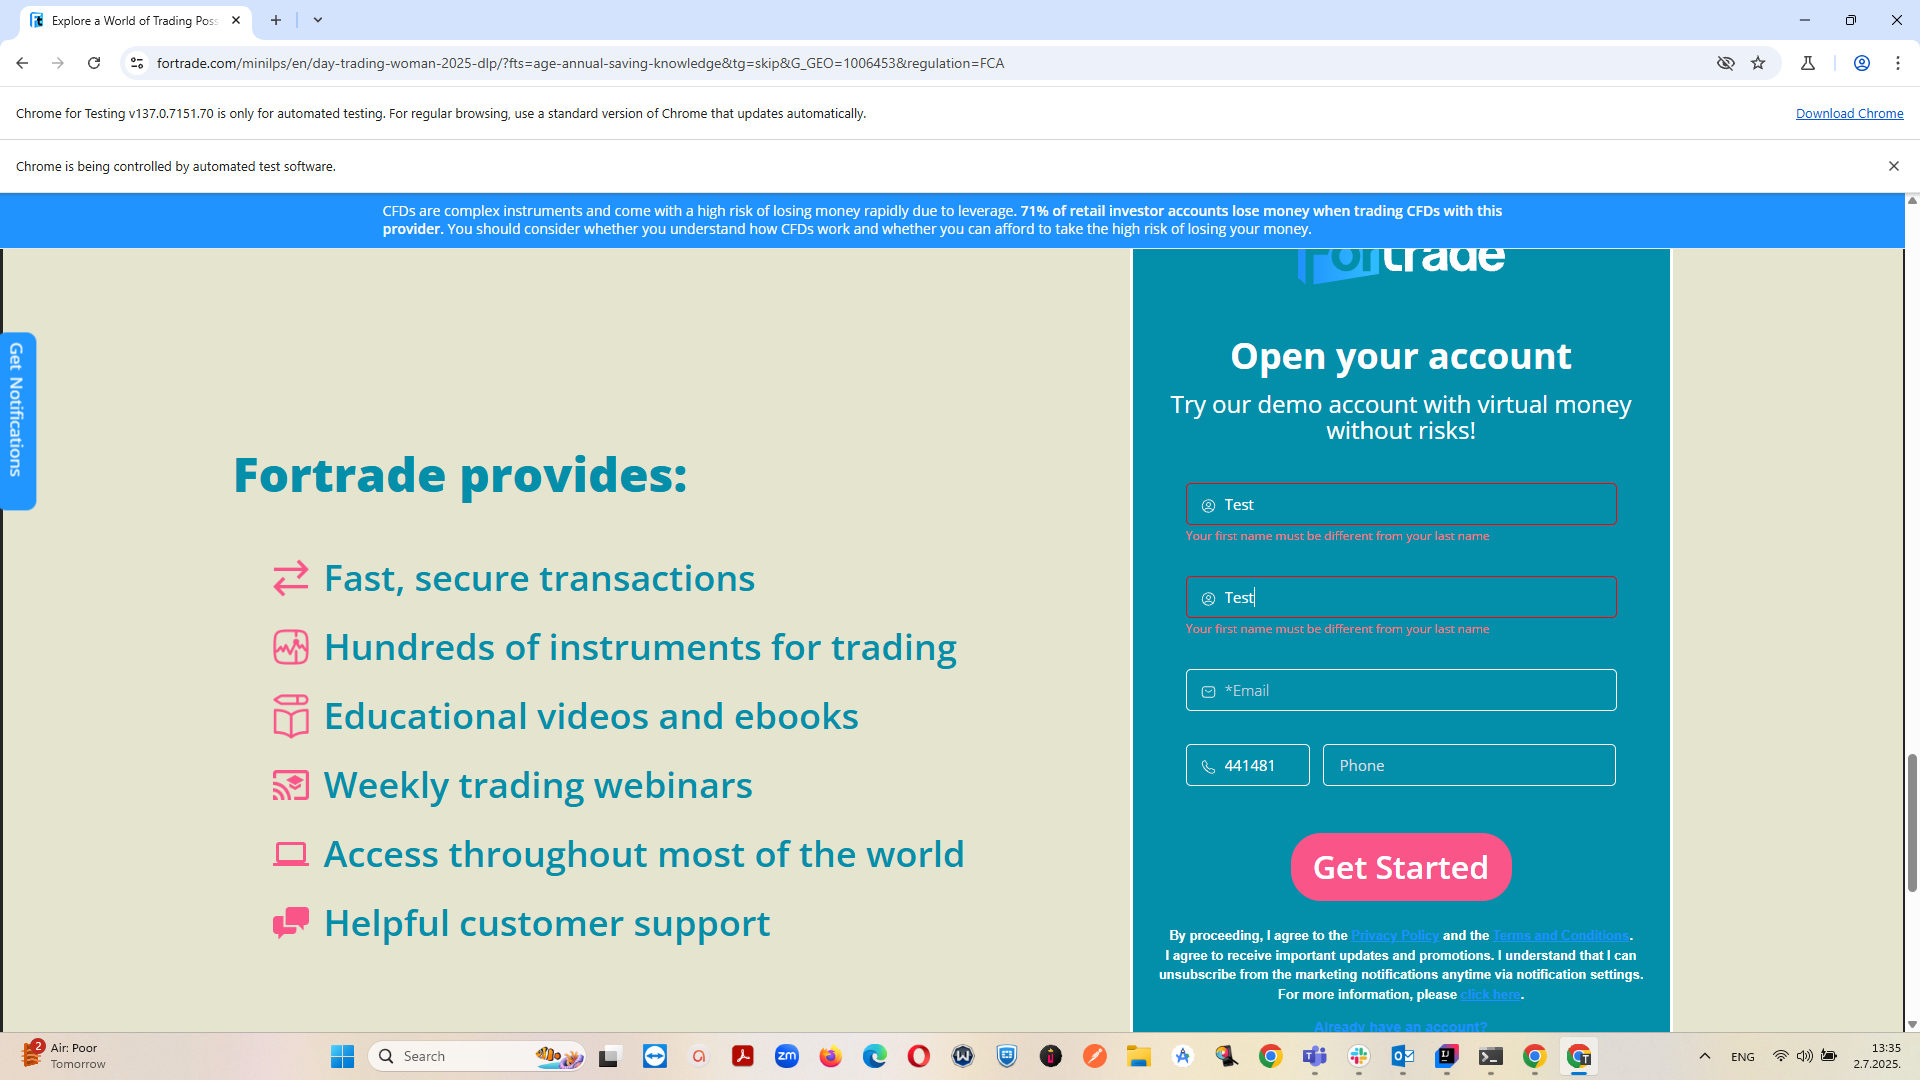 Explore a World of Trading Poss
fortrade.com/minilps/en/day-trading-woman-2025-dlp/?fts=age-annual-saving-knowledge&tg=skip&G_GEO=1006453&regulation=FCA
Chrome for Testing v137.0.7151.70 is only for automated testing. For regular browsing, use a standard version of Chrome that updates automatically.
Download Chrome
Chrome is being controlled by automated test software.
CFDs are complex instruments and come with a high risk of losing money rapidly due to leverage. 71% of retail investor accounts lose money when trading CFDs with this
provider. You should consider whether you understand how CFDs work and whether you can afford to take the high risk of losing your money.
Get Notifications
Fortrade provides:
Fast, secure transactions
Hundreds of instruments for trading
Educational videos and ebooks
Weekly trading webinars
Access throughout most of the world
Helpful customer support
Fortrade
Open your account
Try our demo account with virtual money
without risks!
Test
Your first name must be different from your last name
Test
Your first name must be different from your last name
*Email
441481
Phone
Get Started
By proceeding, I agree to the Privacy Policy and the Terms and Conditions.
I agree to receive important updates and promotions. I understand that I can
unsubscribe from the marketing notifications anytime via notification settings.
For more information, please click here.
Already have an account?
2
Air: Poor
Tomorrow
Search
zm
ENG
13:35
2.7.2025.